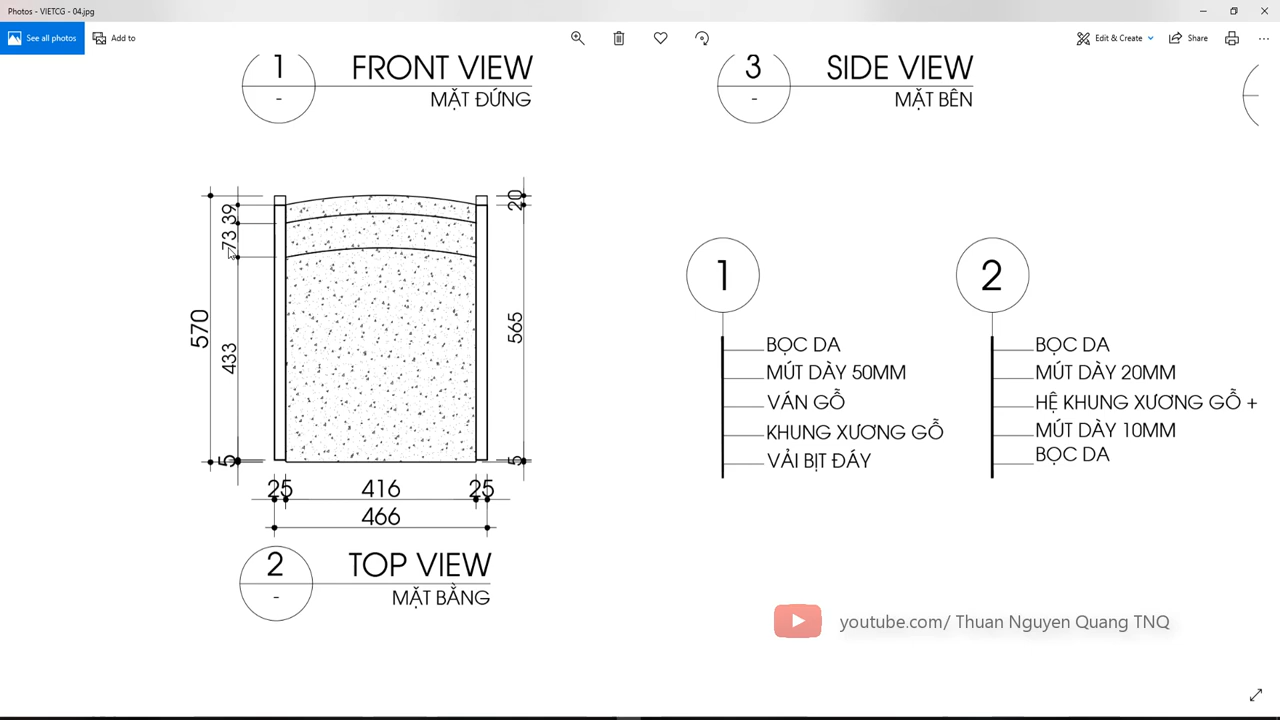 Photos - VIETCG - 04.jpg
See all photos
Add to
Edit & Create
Share
1
FRONT VIEW
-
MẶT ĐỨNG
3
SIDE VIEW
-
MẶT BÊN
39
73
433
5
570
20
565
5
25
416
25
466
2
TOP VIEW
-
MẶT BẰNG
1
BỌC DA
MÚT DÀY 50MM
VÁN GỖ
KHUNG XƯƠNG GỖ
VẢI BỊT ĐÁY
2
BỌC DA
MÚT DÀY 20MM
HỆ KHUNG XƯƠNG GỖ +
MÚT DÀY 10MM
BỌC DA
youtube.com/ Thuan Nguyen Quang TNQ